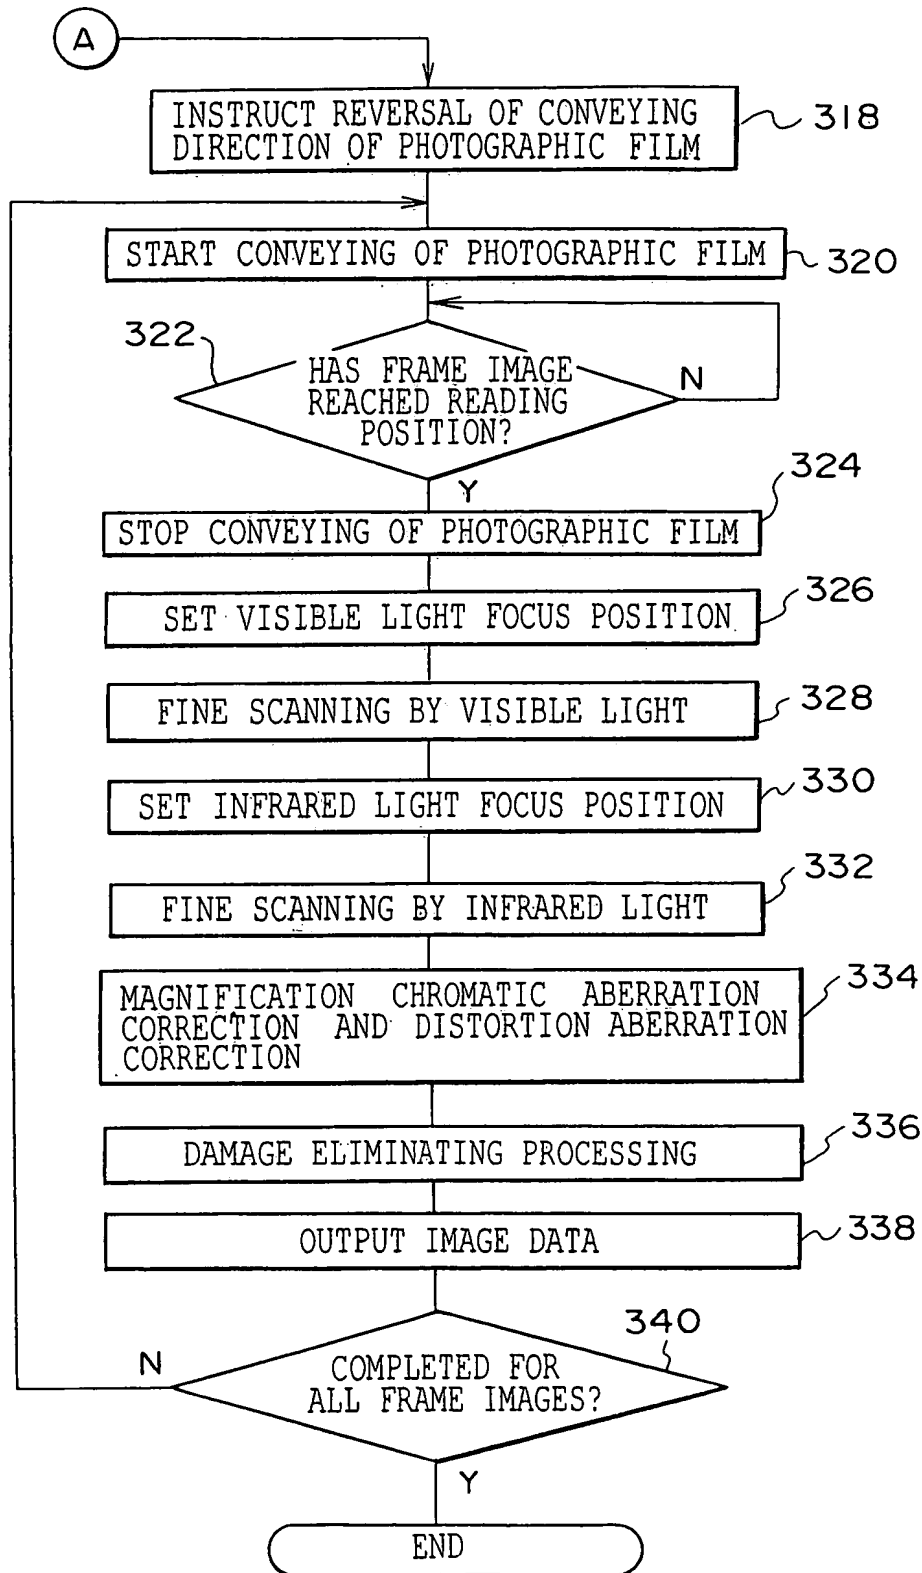 A
INSTRUCT REVERSAL OF CONVEYING
DIRECTION OF PHOTOGRAPHIC FILM
318
START CONVEYING OF PHOTOGRAPHIC FILM
320
322
HAS FRAME IMAGE
REACHED READING
POSITION?
N
Y
324
STOP CONVEYING OF PHOTOGRAPHIC FILM
326
SET VISIBLE LIGHT FOCUS POSITION
328
FINE SCANNING BY VISIBLE LIGHT
330
SET INFRARED LIGHT FOCUS POSITION
332
FINE SCANNING BY INFRARED LIGHT
334
MAGNIFICATION CHROMATIC ABERRATION
CORRECTION AND DISTORTION ABERRATION
CORRECTION
336
DAMAGE ELIMINATING PROCESSING
338
OUTPUT IMAGE DATA
340
N
COMPLETED FOR
ALL FRAME IMAGES?
Y
END